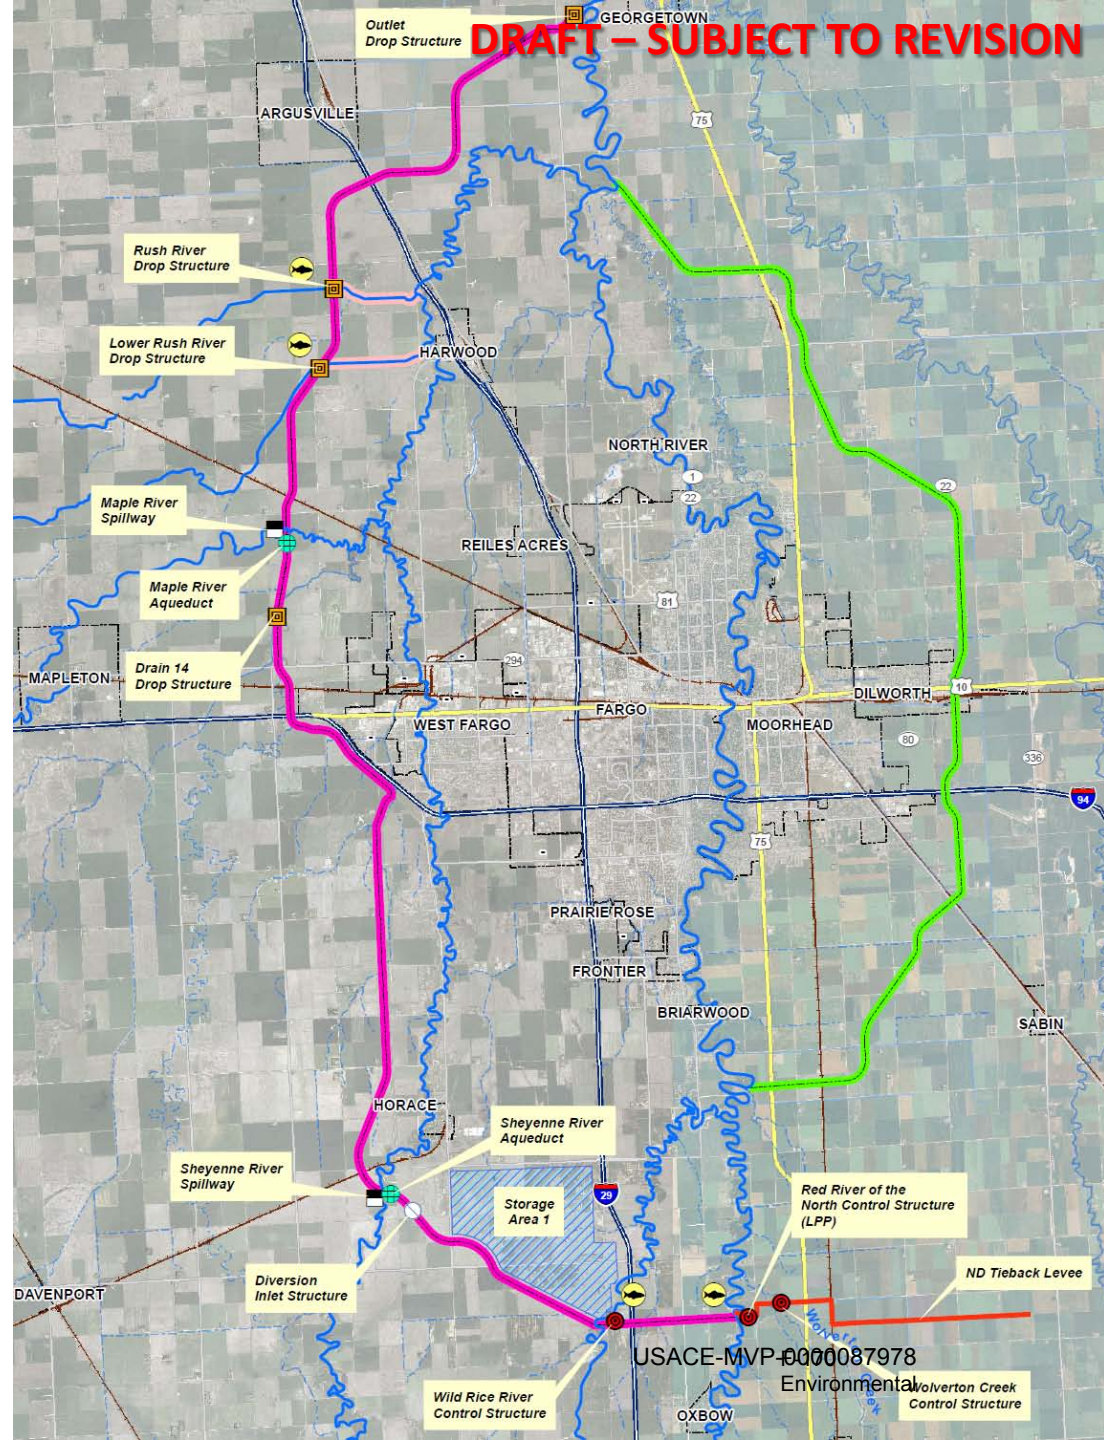 Outlet
Drop Structure
GEORGETOWN
DRAFT – SUBJECT TO REVISION
ARGUSVILLE
75
Rush River
Drop Structure
Lower Rush River
Drop Structure
HARWOOD
NORTH RIVER
1
22
22
Maple River
Spillway
REILES ACRES
Maple River
Aqueduct
81
Drain 14
Drop Structure
294
MAPLETON
DILWORTH
10
FARGO
WEST FARGO
MOORHEAD
80
336
94
75
PRAIRIE ROSE
FRONTIER
BRIARWOOD
SABIN
HORACE
Sheyenne River
Aqueduct
Sheyenne River
Spillway
Storage
Area 1
29
Red River of the
North Control Structure
(LPP)
ND Tieback Levee
Diversion
Inlet Structure
DAVENPORT
USACE-MVP-0000087978
Environmental
Wolverton Creek
Control Structure
Wild Rice River
Control Structure
OXBOW